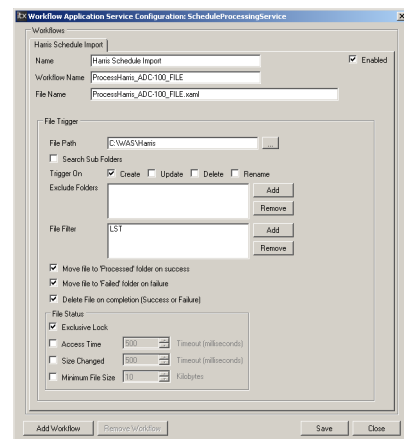 itx Workflow Application Service Configuration: ScheduleProcessingService
Workflows
Harris Schedule Import
Name Harris Schedule Import Enabled
Workflow Name ProcessHarris_ADC-100_FILE
File Name ProcessHarris_ADC-100_FILE.xaml
File Trigger
File Path C:\WAS\Harris ...
Search Sub Folders
Trigger On Create Update Delete Rename
Exclude Folders Add
Remove
File Filter LST Add
Remove
Move file to 'Processed' folder on success
Move file to 'Failed' folder on failure
Delete File on completion (Success or Failure)
File Status
Exclusive Lock
Access Time 500 Timeout (milliseconds)
Size Changed 500 Timeout (milliseconds)
Minimum File Size 10 Kilobytes
Add Workflow Remove Workflow Save Close